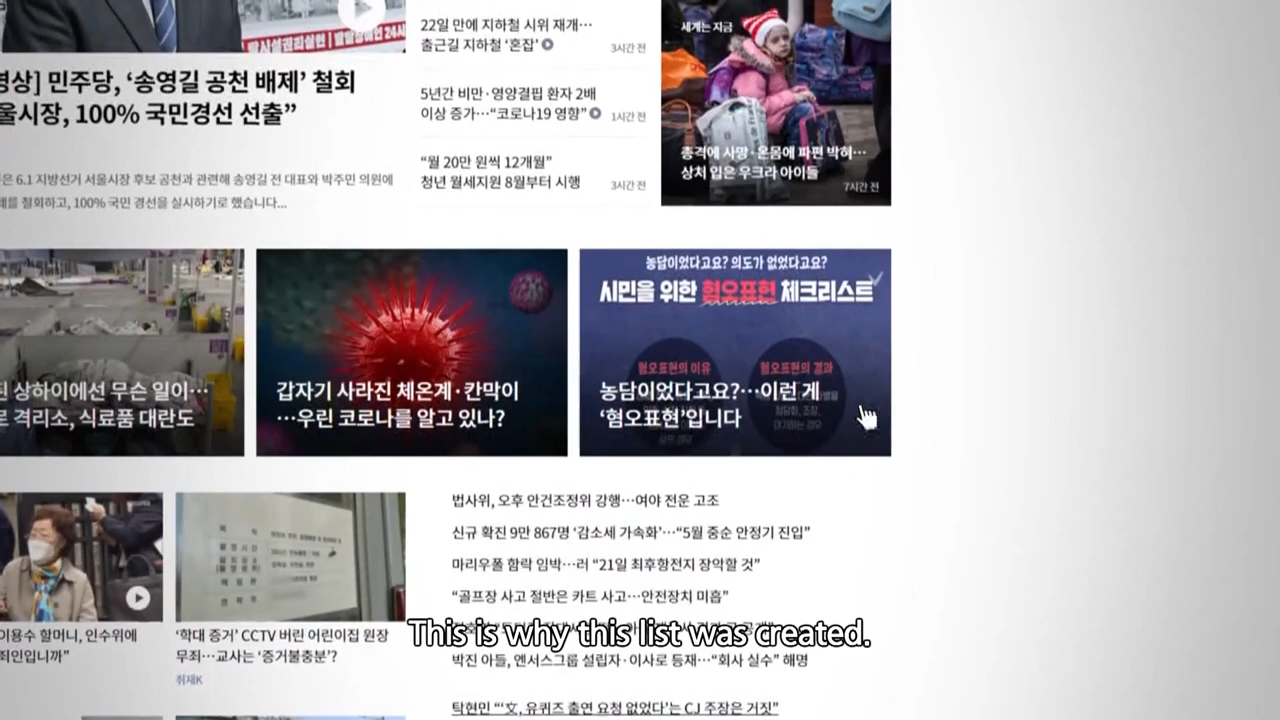 탈시설권리실현
24시
영상] 민주당, ‘송영길 공천 배제’ 철회
울시장, 100% 국민경선 선출”
은 6.1 지방선거 서울시장 후보 공천과 관련해 송영길 전 대표와 박주민 의원에
를 철회하고, 100% 국민 경선을 실시하기로 했습니다...
22일 만에 지하철 시위 재개…
출근길 지하철 ‘혼잡’
3시간 전
5년간 비만·영양결핍 환자 2배
이상 증가…“코로나19 영향”
1시간 전
“월 20만 원씩 12개월”
청년 월세지원 8월부터 시행
3시간 전
세계는 지금
총격에 사망·온몸에 파편 박혀…
상처 입은 우크라 아이들
7시간 전
된 상하이에선 무슨 일이…
로 격리소, 식료품 대란도
갑자기 사라진 체온계·칸막이
…우린 코로나를 알고 있나?
농담이었다고요? 의도가 없었다고요?
시민을 위한 혐오표현 체크리스트
혐오표현의 이유
혐오표현의 결과
농담이었다고요?…이런 게
‘혐오표현’입니다
이용수 할머니, 인수위에
죄인입니까”
‘학대 증거’ CCTV 버린 어린이집 원장
무죄…교사는 ‘증거불충분’?
취재K
법사위, 오후 안건조정위 강행…여야 전운 고조
신규 확진 9만 867명 ‘감소세 가속화’…“5월 중순 안정기 진입”
마리우폴 함락 임박…러 “21일 최후항전지 장악할 것”
“골프장 사고 절반은 카트 사고…안전장치 미흡”
This is why this list was created.
박진 아들, 엔서스그룹 설립자·이사로 등재…“회사 실수” 해명
탁현민 “‘文, 유퀴즈 출연 요청 없었다’는 CJ 주장은 거짓”